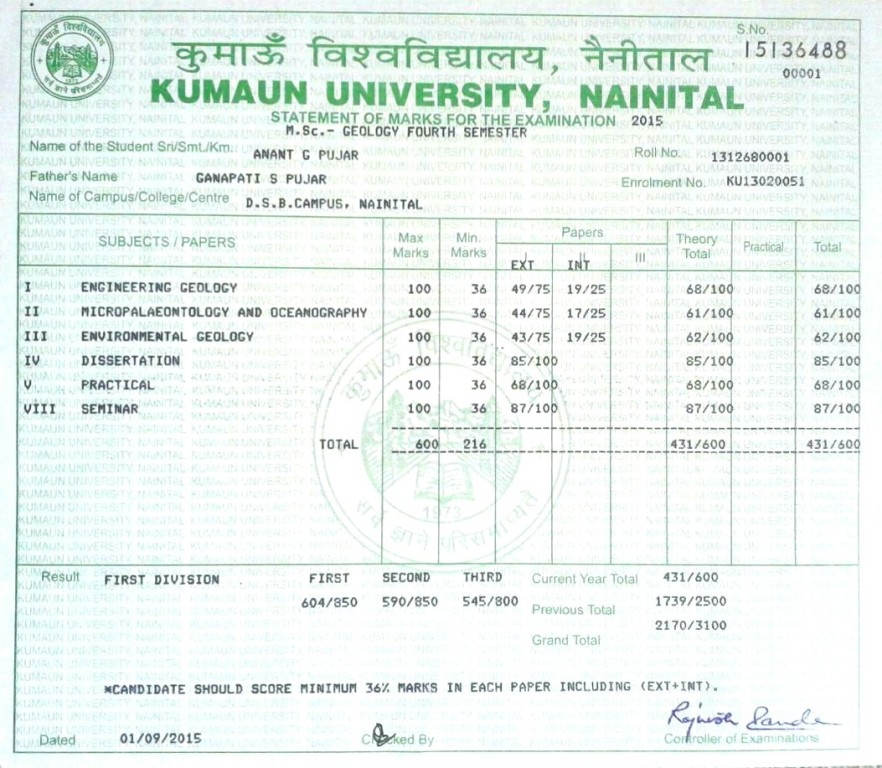 S.No.
कुमाऊँ विश्वविद्यालय, नैनीताल 15136488
00001
KUMAUN UNIVERSITY, NAINITAL
STATEMENT OF MARKS FOR THE EXAMINATION 2015
M.Sc.- GEOLOGY FOURTH SEMESTER
Name of the Student Sri/Smt./Km. ANANT G PUJAR Roll No. 1312680001
Father's Name GANAPATI S PUJAR Enrolment No. KU13020051
Name of Campus/College/Centre D.S.B.CAMPUS, NAINITAL
SUBJECTS / PAPERS Max Marks Min. Marks Papers Theory Total Practical Total
I EXT II INT III
I ENGINEERING GEOLOGY 100 36 49/75 19/25 68/100 68/100
II MICROPALAEONTOLOGY AND OCEANOGRAPHY 100 36 44/75 17/25 61/100 61/100
III ENVIRONMENTAL GEOLOGY 100 36 43/75 19/25 62/100 62/100
IV DISSERTATION 100 36 85/100 85/100 85/100
V PRACTICAL 100 36 68/100 68/100 68/100
VIII SEMINAR 100 36 87/100 87/100 87/100
TOTAL 600 216 431/600 431/600
1973
Result FIRST DIVISION FIRST SECOND THIRD Current Year Total 431/600
604/850 590/850 545/800 Previous Total 1739/2500
Grand Total 2170/3100
*CANDIDATE SHOULD SCORE MINIMUM 36% MARKS IN EACH PAPER INCLUDING (EXT+INT).
Dated 01/09/2015 Checked By Controller of Examinations